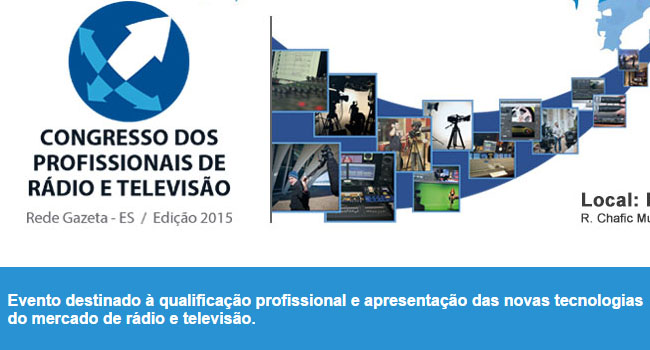 CONGRESSO DOS
PROFISSIONAIS DE
RÁDIO E TELEVISÃO
Rede Gazeta - ES / Edição 2015
Local:
R. Chafic
Evento destinado à qualificação profissional e apresentação das novas tecnologias
do mercado de rádio e televisão.